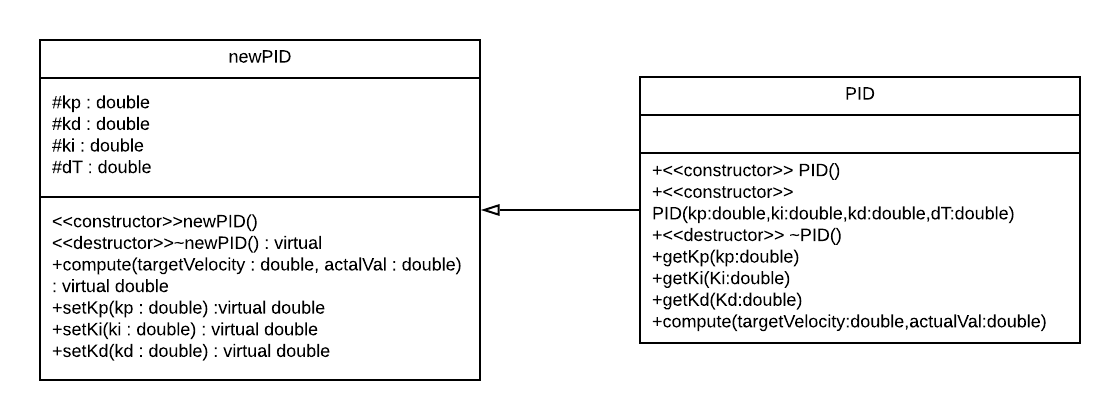 newPID
#kp : double
#kd : double
#ki : double
#dT : double
<<constructor>>newPID()
<<destructor>>~newPID() : virtual
+compute(targetVelocity : double, actalVal : double)
: virtual double
+setKp(kp : double) :virtual double
+setKi(ki : double) : virtual double
+setKd(kd : double) : virtual double
PID
+<<constructor>> PID()
+<<constructor>>
PID(kp:double,ki:double,kd:double,dT:double)
+<<destructor>> ~PID()
+getKp(kp:double)
+getKi(Ki:double)
+getKd(Kd:double)
+compute(targetVelocity:double,actualVal:double)